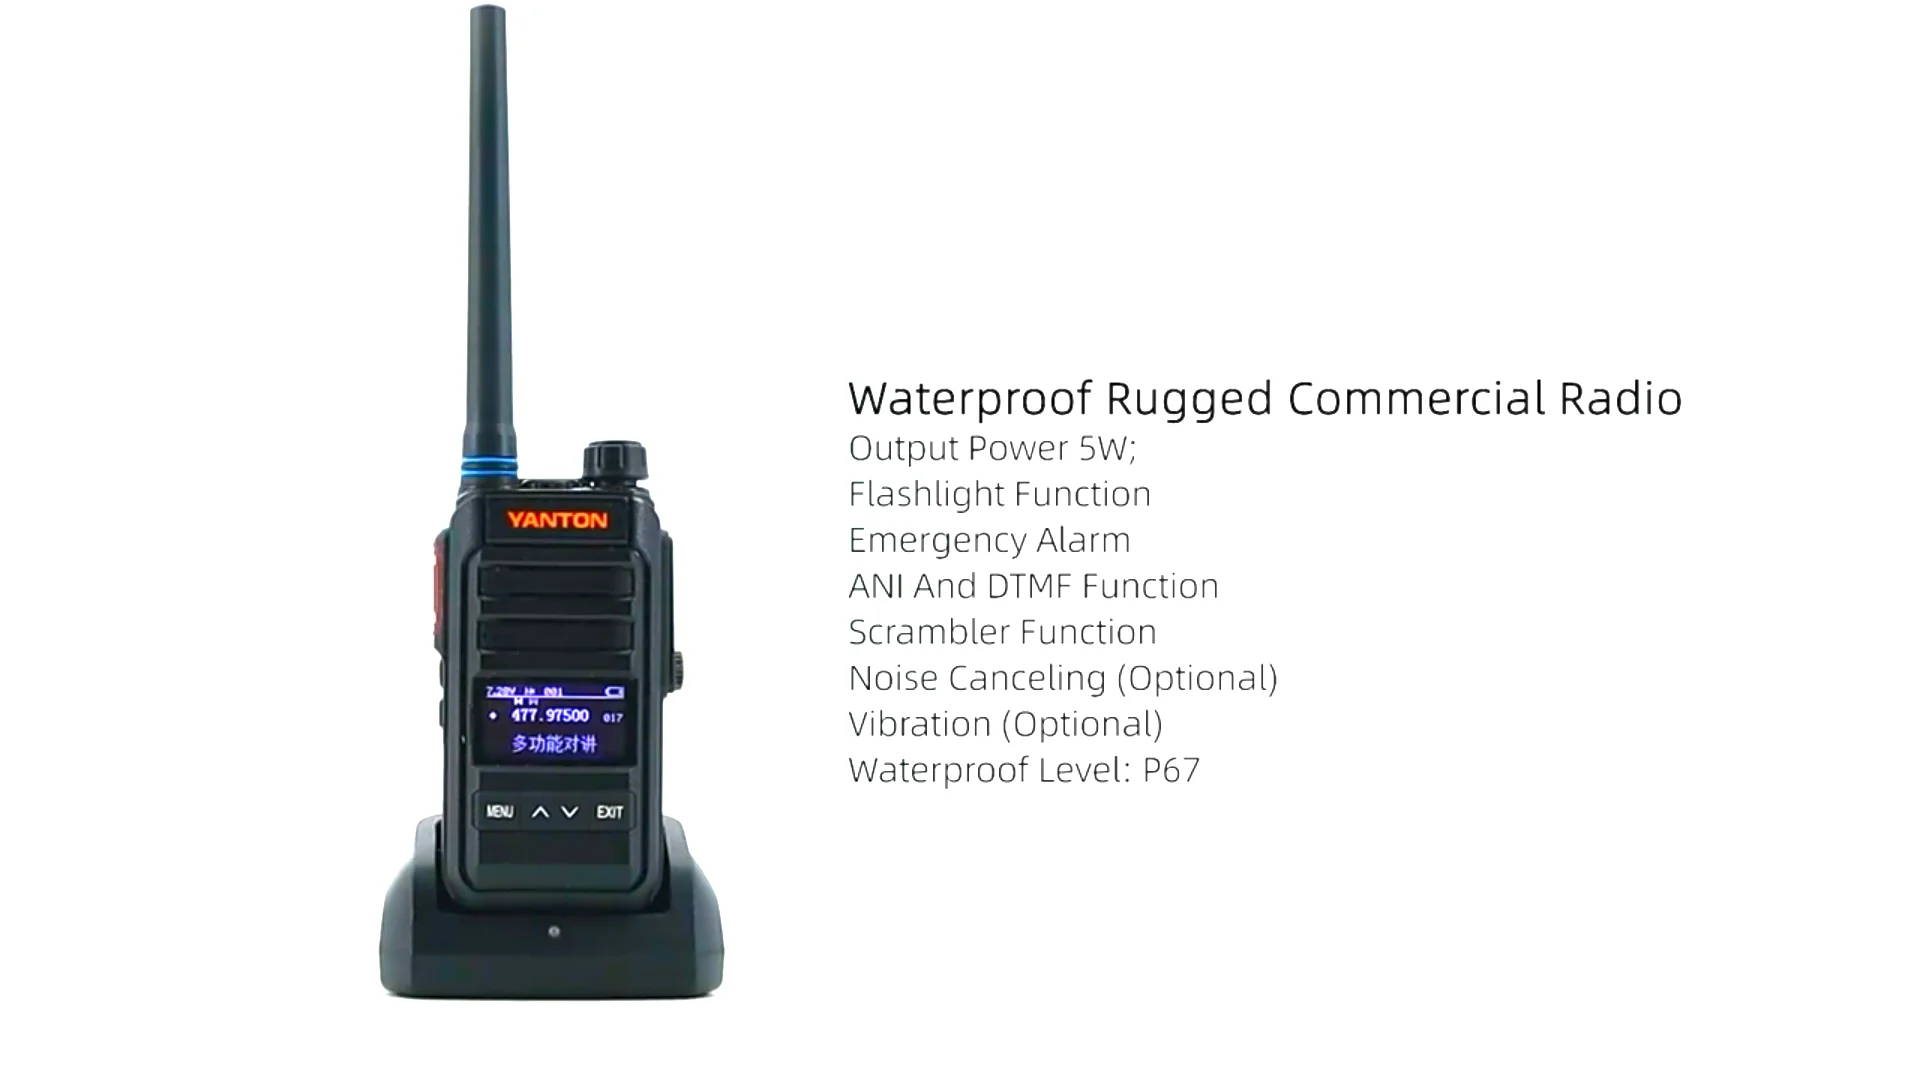 YANTON
7.20V 001
477.97500 017
多功能对讲
MENU EXIT
Waterproof Rugged Commercial Radio
Output Power 5W;
Flashlight Function
Emergency Alarm
ANI And DTMF Function
Scrambler Function
Noise Canceling (Optional)
Vibration (Optional)
Waterproof Level: P67